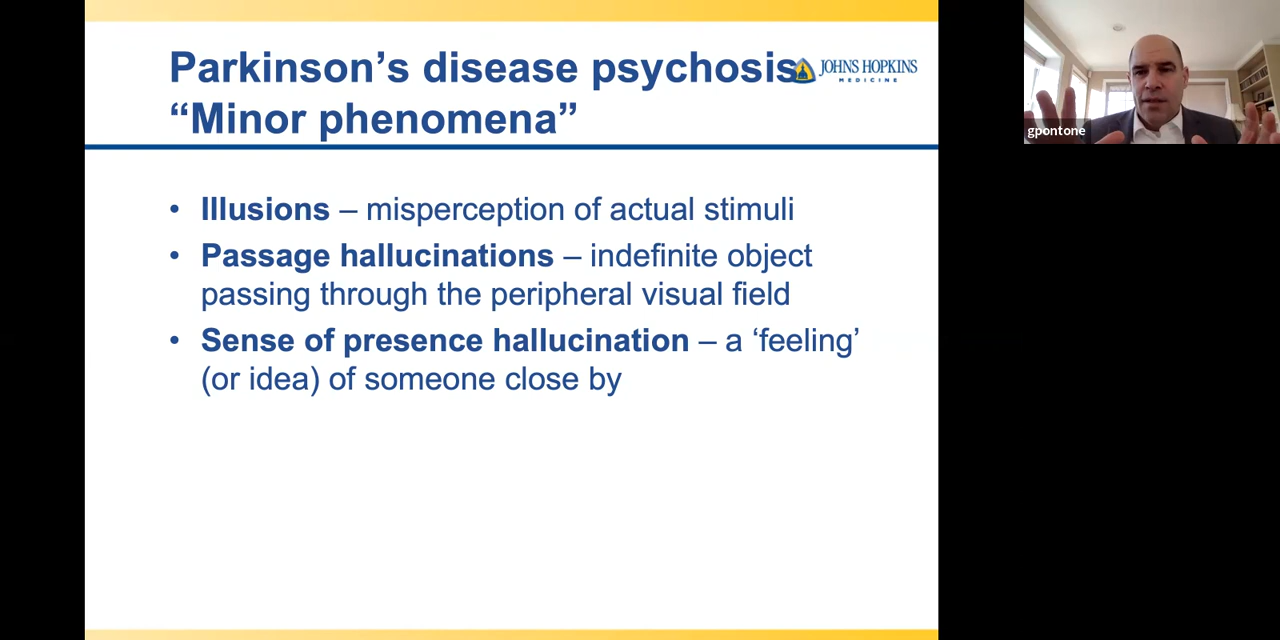 Parkinson’s disease psychosis
“Minor phenomena”
JOHNS HOPKINS
MEDICINE
gpontone
• Illusions – misperception of actual stimuli
• Passage hallucinations – indefinite object
passing through the peripheral visual field
• Sense of presence hallucination – a ‘feeling’
(or idea) of someone close by